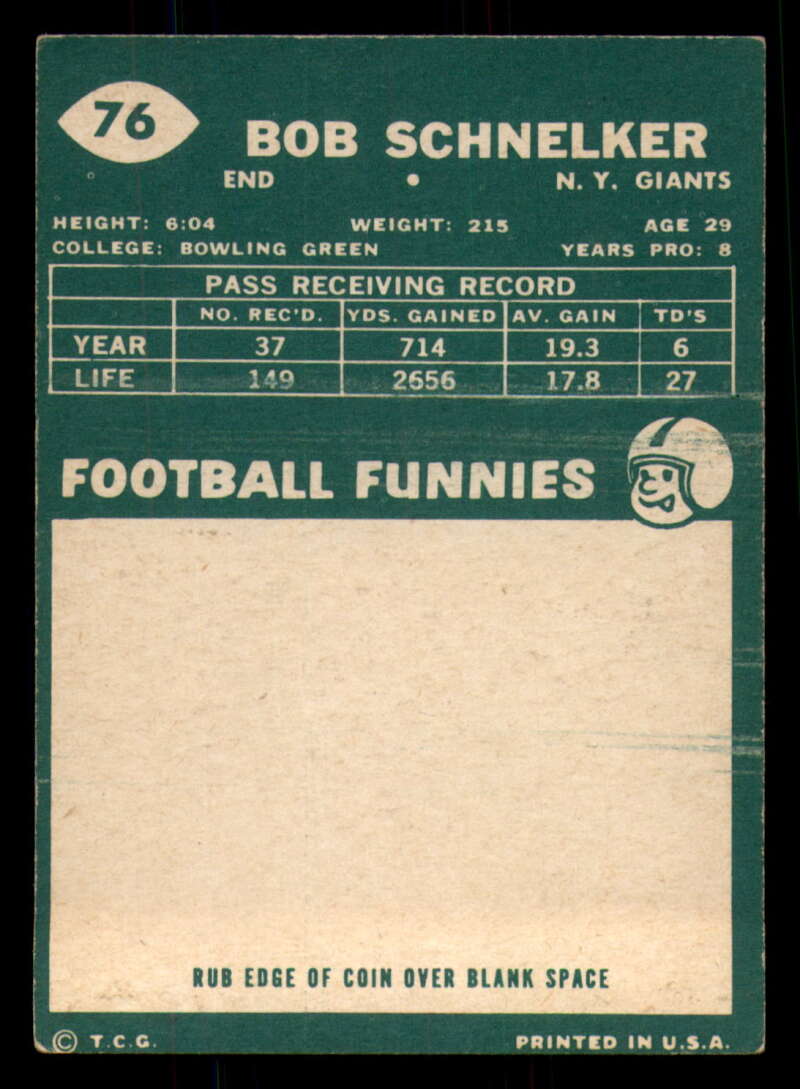 76
BOB SCHNELKER
END • N. Y. GIANTS
HEIGHT: 6:04 WEIGHT: 215 AGE 29
COLLEGE: BOWLING GREEN YEARS PRO: 8
PASS RECEIVING RECORD
NO. REC'D. YDS. GAINED AV. GAIN TD'S
YEAR 37 714 19.3 6
LIFE 149 2656 17.8 27
FOOTBALL FUNNIES
RUB EDGE OF COIN OVER BLANK SPACE
© T.C.G. PRINTED IN U.S.A.